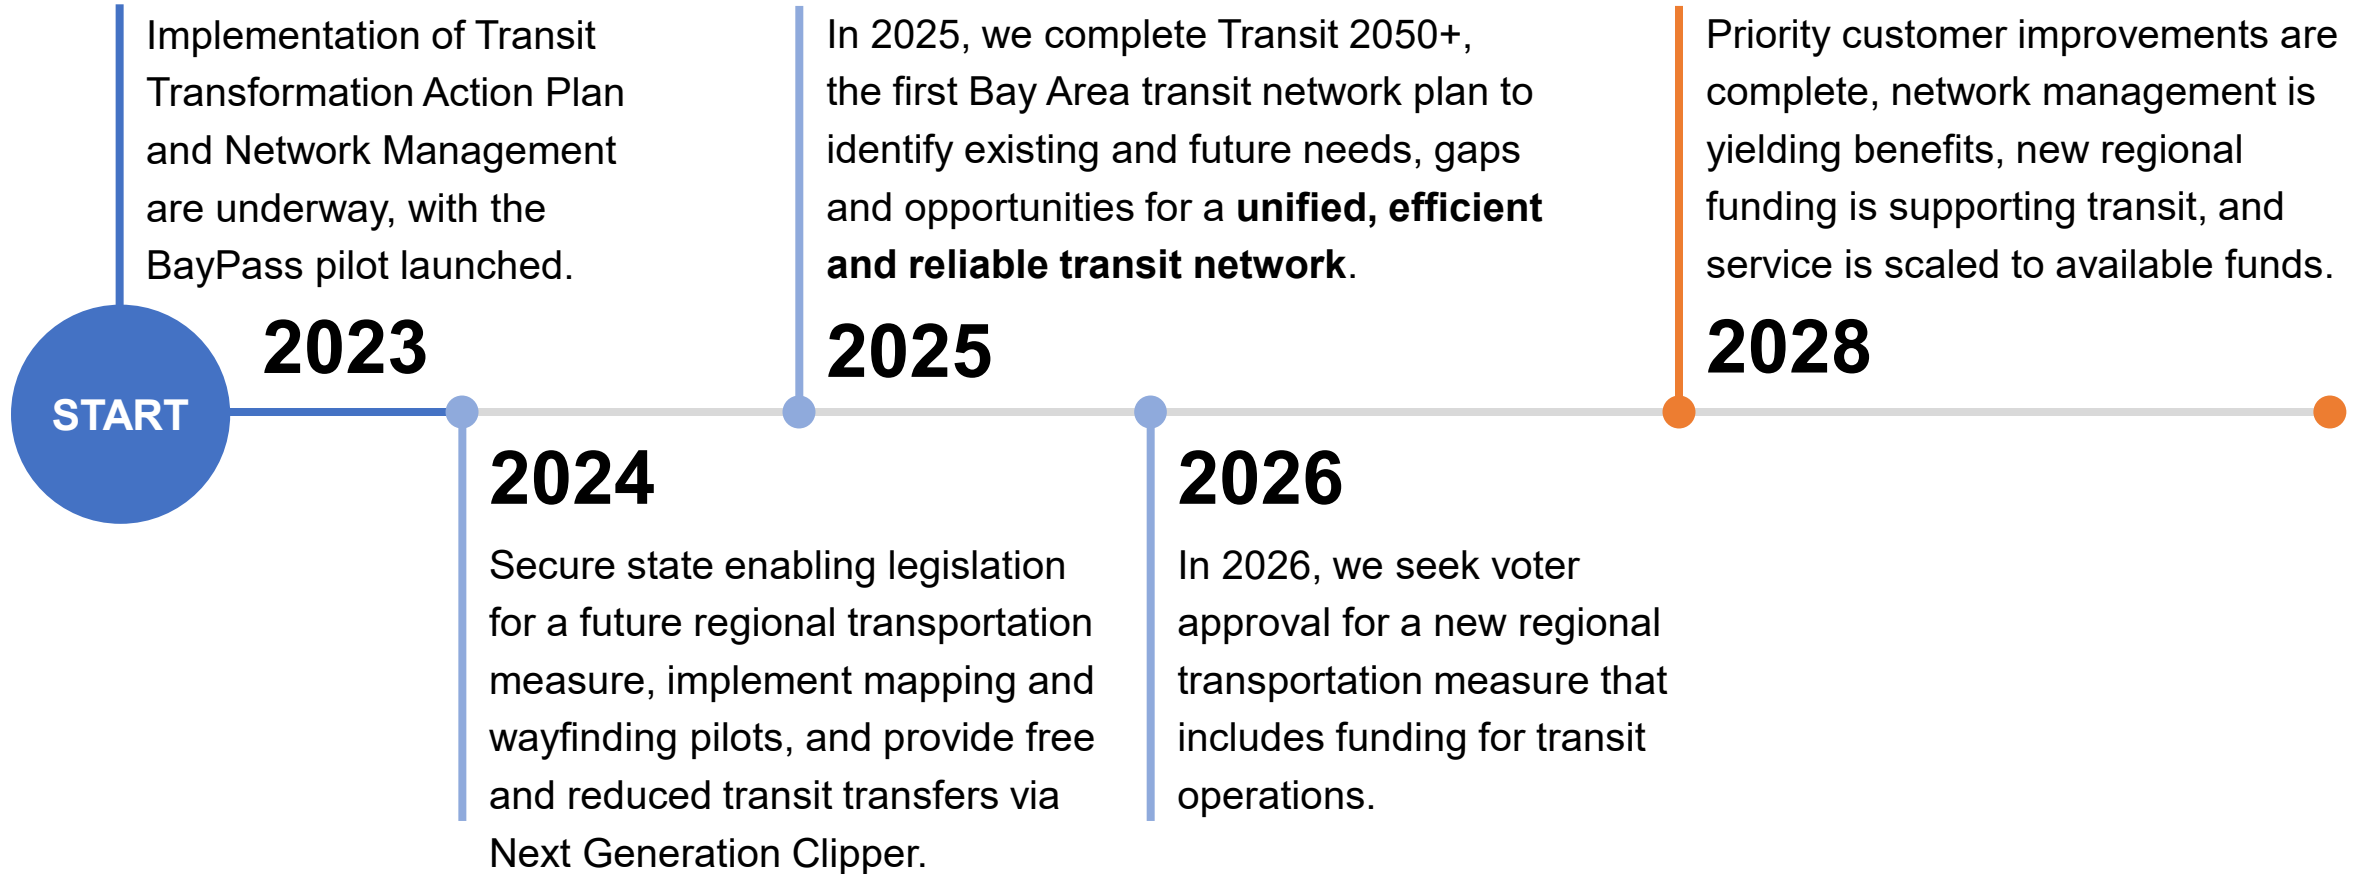 Implementation of Transit
Transformation Action Plan
and Network Management
are underway, with the
BayPass pilot launched.
2023
START
2024
Secure state enabling legislation
for a future regional transportation
measure, implement mapping and
wayfinding pilots, and provide free
and reduced transit transfers via
Next Generation Clipper.
In 2025, we complete Transit 2050+,
the first Bay Area transit network plan to
identify existing and future needs, gaps
and opportunities for a unified, efficient
and reliable transit network.
2025
2026
In 2026, we seek voter
approval for a new regional
transportation measure that
includes funding for transit
operations.
Priority customer improvements are
complete, network management is
yielding benefits, new regional
funding is supporting transit, and
service is scaled to available funds.
2028